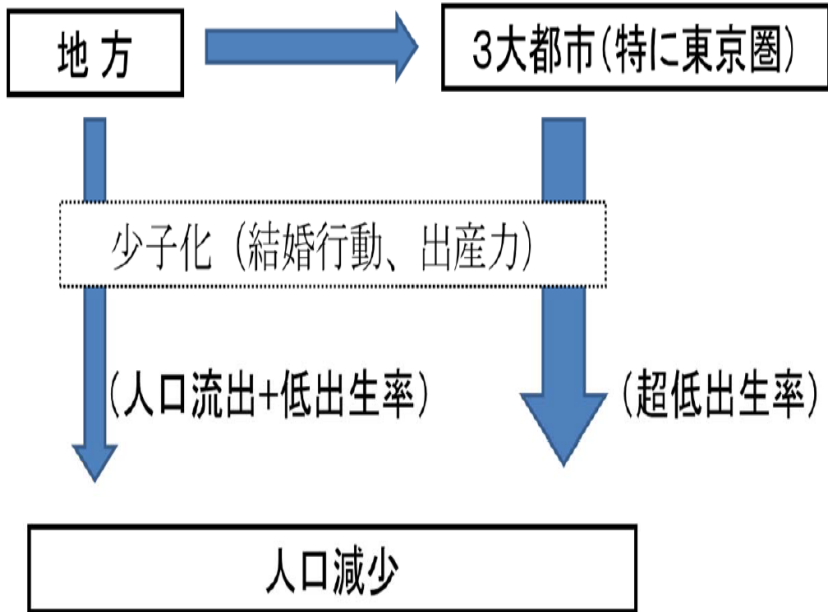 地 方
3大都市(特に東京圏)
少子化（結婚行動、出産力）
(人口流出+低出生率)
(超低出生率)
人口減少